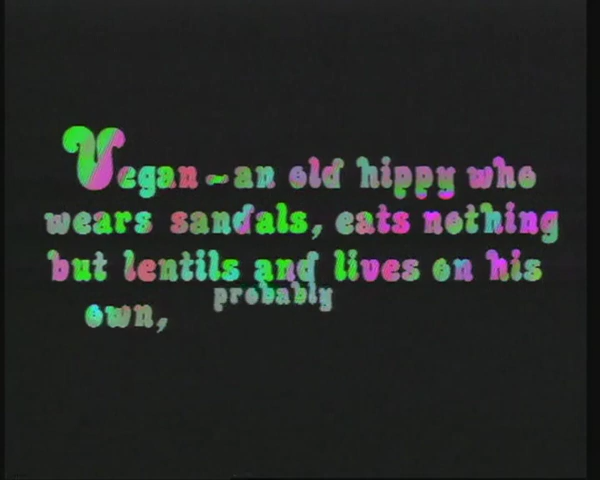 Vegan – an old hippy who
wears sandals, eats nothing
but lentils and lives on his
own, probably